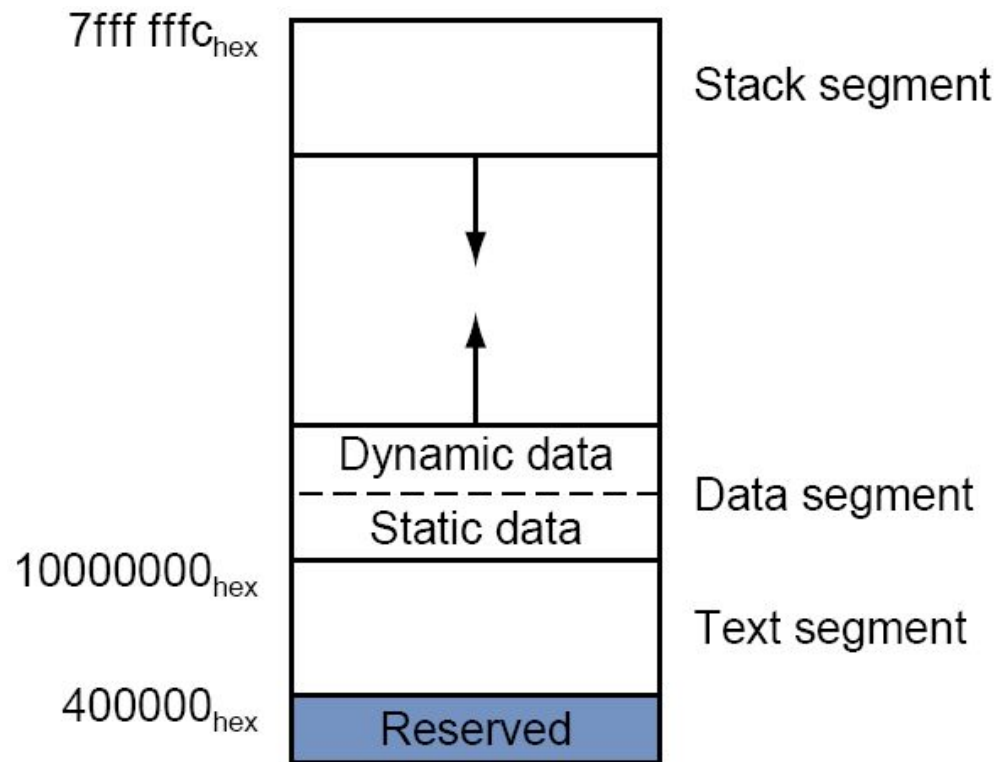 7fff fffchex
Stack segment
Dynamic data
Data segment
Static data
10000000hex
Text segment
400000hex
Reserved